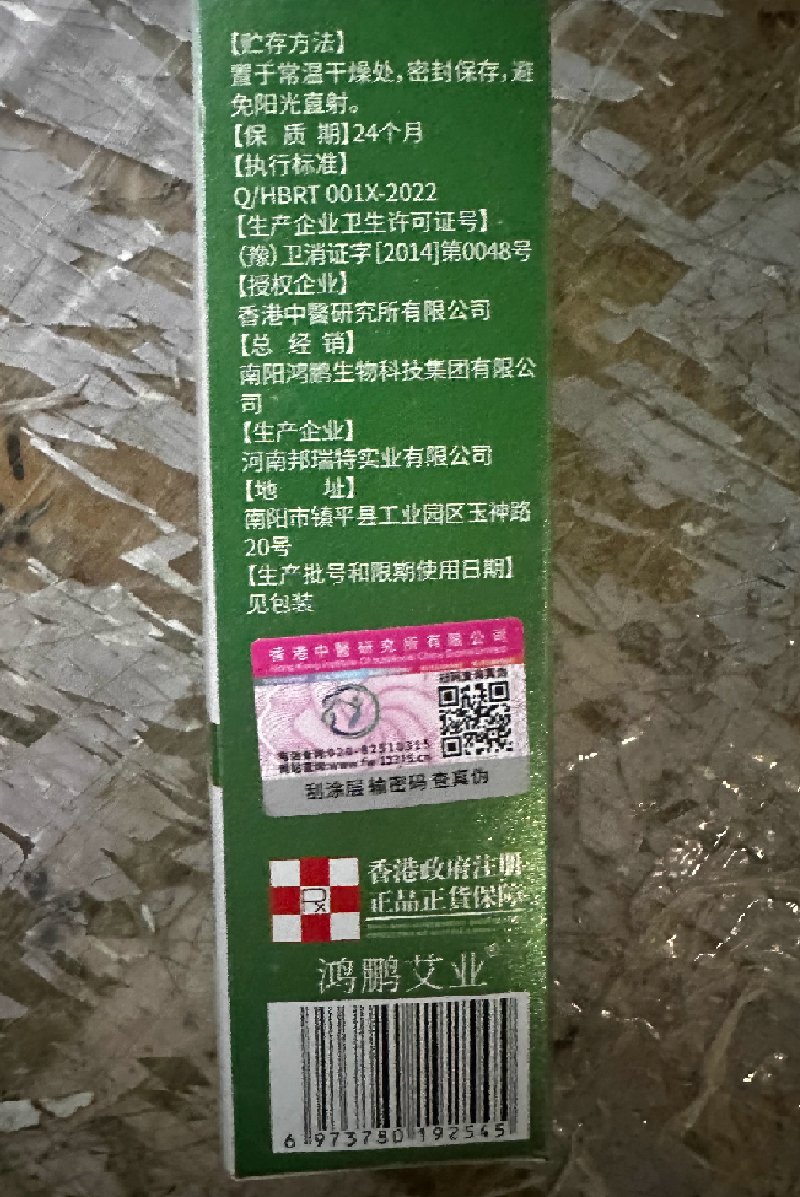 【贮存方法】
置于常温干燥处，密封保存，避
免阳光直射。
【保 质 期】24个月
【执行标准】
Q/HBRT 001X-2022
【生产企业卫生许可证号】
（豫）卫消证字[2014]第0048号
【授权企业】
香港中醫研究所有限公司
【总 经 销】
南阳鸿鹏生物科技集团有限公
司
【生产企业】
河南邦瑞特实业有限公司
【地 址】
南阳市镇平县工业园区玉神路
20号
【生产批号和限期使用日期】
见包装
香港中醫研究所有限公司
刮涂层 输密码 查真伪
香港政府注册
正品正货保障
鸿鹏艾业
6 973780 192545